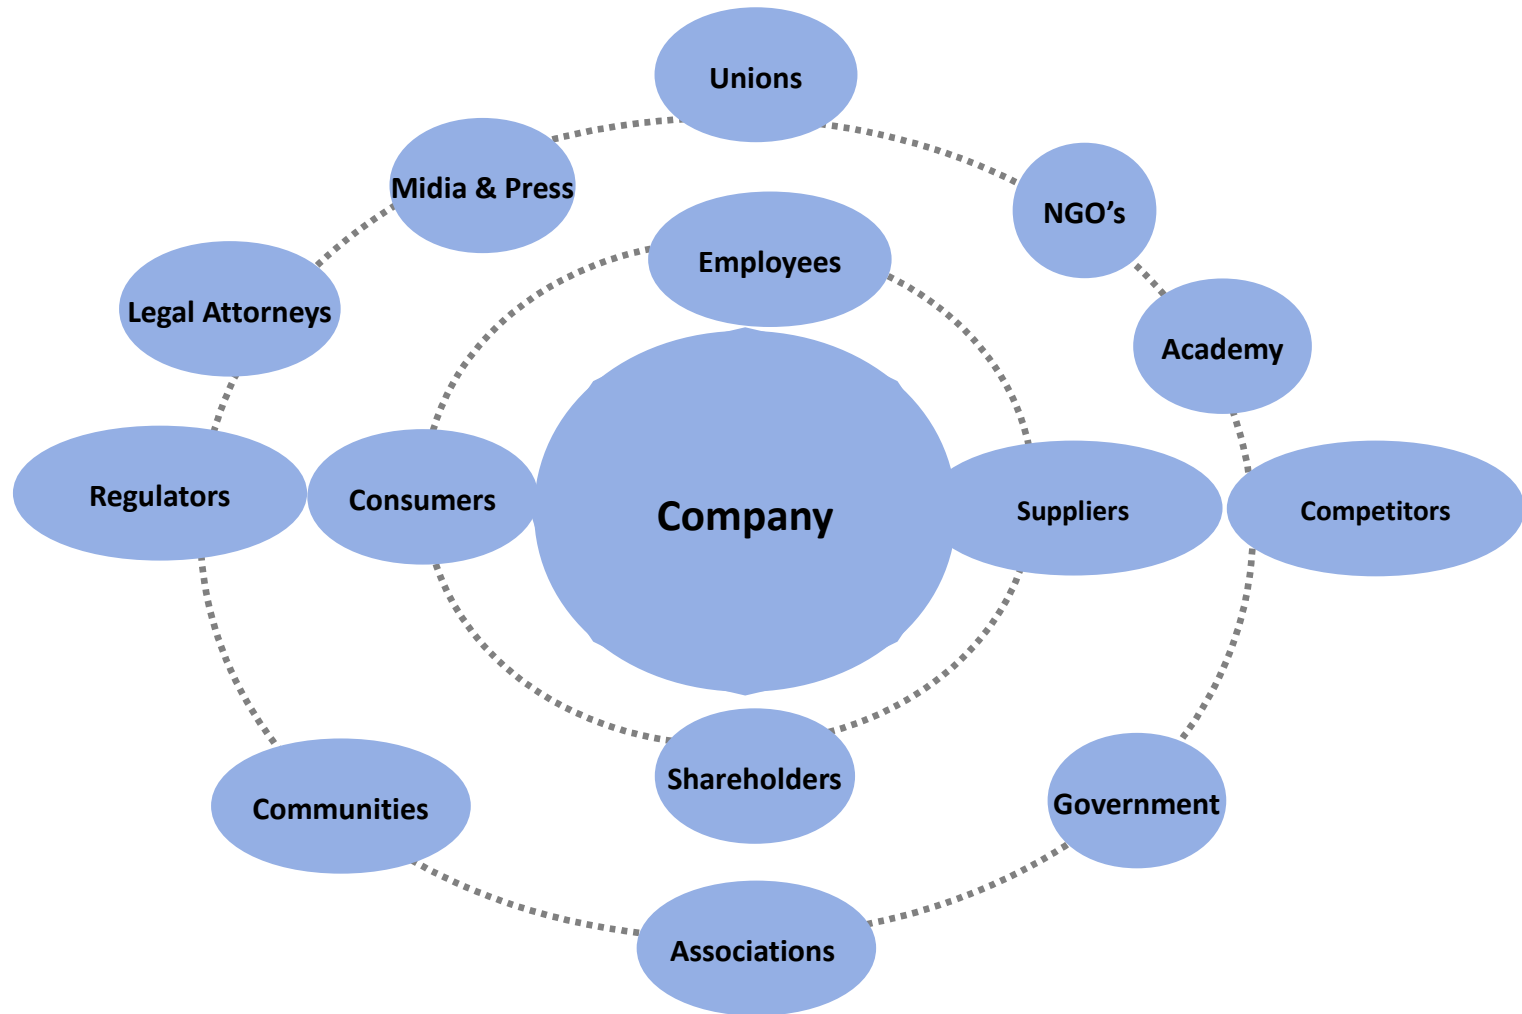 Unions
Midia & Press
NGO's
Employees
Legal Attorneys
Academy
Regulators
Consumers
Company
Suppliers
Competitors
Shareholders
Communities
Government
Associations